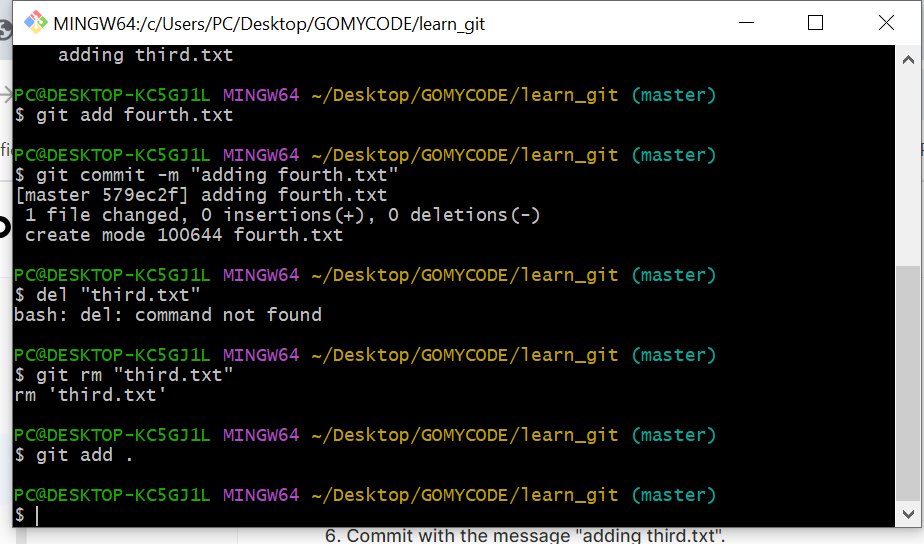 MINGW64:/c/Users/PC/Desktop/GOMYCODE/learn_git
    adding third.txt
PC@DESKTOP-KC5GJ1L MINGW64 ~/Desktop/GOMYCODE/learn_git (master)
$ git add fourth.txt
PC@DESKTOP-KC5GJ1L MINGW64 ~/Desktop/GOMYCODE/learn_git (master)
$ git commit -m "adding fourth.txt"
[master 579ec2f] adding fourth.txt
 1 file changed, 0 insertions(+), 0 deletions(-)
 create mode 100644 fourth.txt
PC@DESKTOP-KC5GJ1L MINGW64 ~/Desktop/GOMYCODE/learn_git (master)
$ del "third.txt"
bash: del: command not found
PC@DESKTOP-KC5GJ1L MINGW64 ~/Desktop/GOMYCODE/learn_git (master)
$ git rm "third.txt"
rm 'third.txt'
PC@DESKTOP-KC5GJ1L MINGW64 ~/Desktop/GOMYCODE/learn_git (master)
$ git add .
PC@DESKTOP-KC5GJ1L MINGW64 ~/Desktop/GOMYCODE/learn_git (master)
$
6. Commit with the message "adding third.txt".